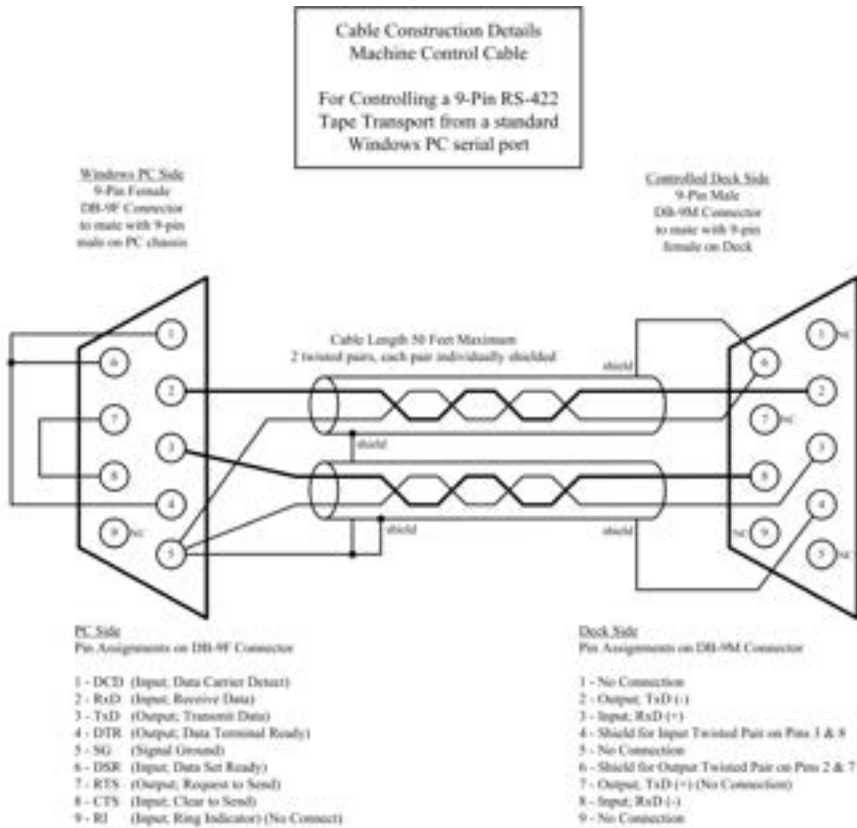 Cable Construction Details
Machine Control Cable
For Controlling a 9-Pin RS-422
Tape Transport from a standard
Windows PC serial port
Windows PC Side
9-Pin Female
DB-9F Connector
to mate with 9-pin
male on PC chassis
Controlled Deck Side
9-Pin Male
DB-9M Connector
to mate with 9-pin
female on Deck
Cable Length 50 Feet Maximum
2 twisted pairs, each pair individually shielded
shield
shield
shield
shield
1
6
2
7
3
8
4
9 NC
5
1 NC
6
2
7 NC
3
8
4
NC 9
5 NC
PC Side
Pin Assignments on DB-9F Connector
1 - DCD (Input; Data Carrier Detect)
2 - RxD (Input; Receive Data)
3 - TxD (Output; Transmit Data)
4 - DTR (Output; Data Terminal Ready)
5 - SG (Signal Ground)
6 - DSR (Input; Data Set Ready)
7 - RTS (Output; Request to Send)
8 - CTS (Input; Clear to Send)
9 - RI (Input; Ring Indicator) (No Connect)
Deck Side
Pin Assignments on DB-9M Connector
1 - No Connection
2 - Output; TxD (-)
3 - Input; RxD (+)
4 - Shield for Input Twisted Pair on Pins 3 & 8
5 - No Connection
6 - Shield for Output Twisted Pair on Pins 2 & 7
7 - Output; TxD (+) (No Connection)
8 - Input; RxD (-)
9 - No Connection